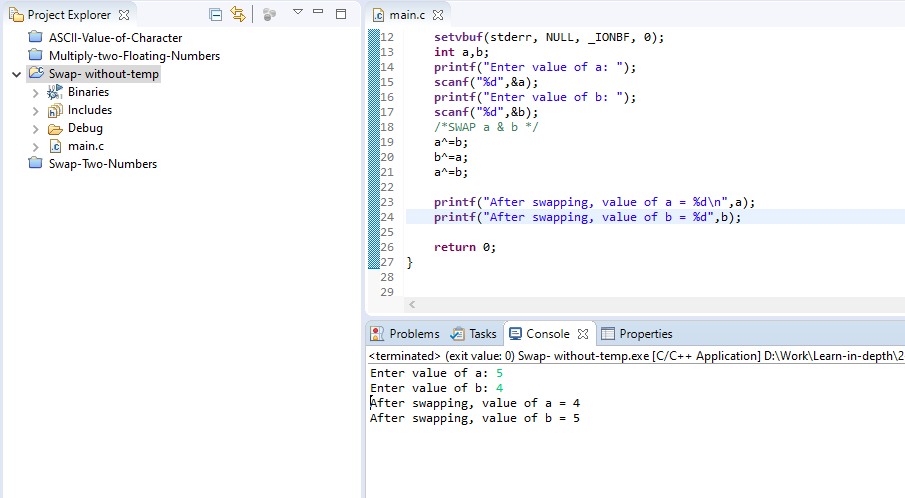 Project Explorer
ASCII-Value-of-Character
Multiply-two-Floating-Numbers
Swap- without-temp
Binaries
Includes
Debug
main.c
Swap-Two-Numbers
main.c
12 setvbuf(stderr, NULL, _IONBF, 0);
13 int a,b;
14 printf("Enter value of a: ");
15 scanf("%d",&a);
16 printf("Enter value of b: ");
17 scanf("%d",&b);
18 /*SWAP a & b */
19 a^=b;
20 b^=a;
21 a^=b;
22
23 printf("After swapping, value of a = %d\n",a);
24 printf("After swapping, value of b = %d",b);
25
26 return 0;
27 }
28
29
Problems Tasks Console Properties
<terminated> (exit value: 0) Swap- without-temp.exe [C/C++ Application] D:\Work\Learn-in-depth\2
Enter value of a: 5
Enter value of b: 4
After swapping, value of a = 4
After swapping, value of b = 5